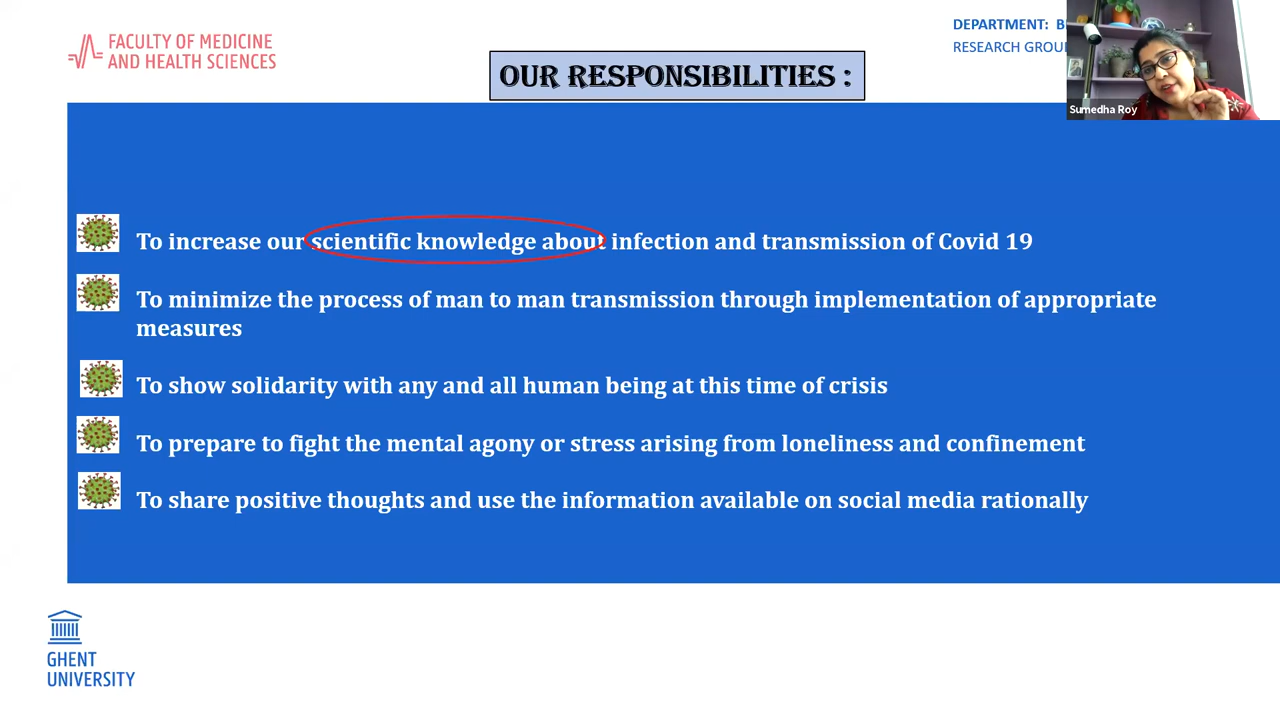 FACULTY OF MEDICINE
AND HEALTH SCIENCES
OUR RESPONSIBILITIES :
DEPARTMENT:
RESEARCH
Sumedha Roy
To increase our scientific knowledge about infection and transmission of Covid 19
To minimize the process of man to man transmission through implementation of appropriate
measures
To show solidarity with any and all human being at this time of crisis
To prepare to fight the mental agony or stress arising from loneliness and confinement
To share positive thoughts and use the information available on social media rationally
GHENT
UNIVERSITY